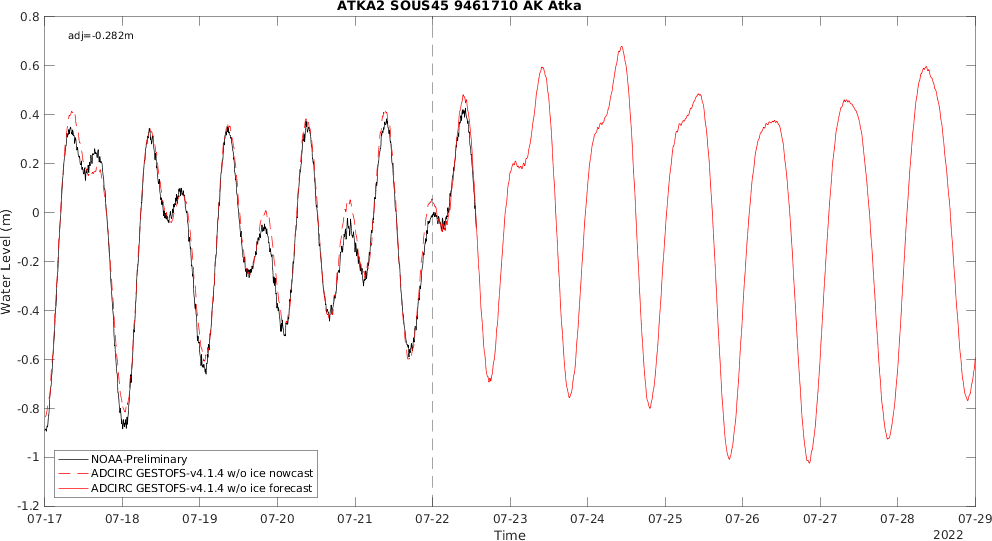 ATKA2 SOUS45 9461710 AK Atka
adj=-0.282m
0.8
0.6
0.4
0.2
0
-0.2
-0.4
-0.6
-0.8
-1
-1.2
Water Level (m)
NOAA-Preliminary
ADCIRC GESTOFS-v4.1.4 w/o ice nowcast
ADCIRC GESTOFS-v4.1.4 w/o ice forecast
07-17 07-18 07-19 07-20 07-21 07-22 07-23 07-24 07-25 07-26 07-27 07-28 07-29
Time
2022